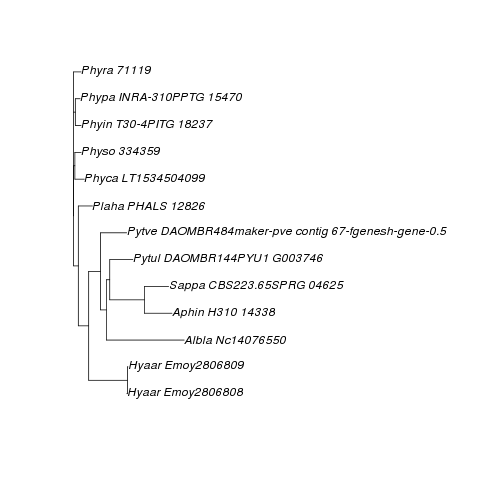 Phyra 71119
Phypa INRA-310PPTG 15470
Phyin T30-4PITG 18237
Physo 334359
Phyca LT1534504099
Plaha PHALS 12826
Pytve DAOMBR484maker-pve contig 67-fgenesh-gene-0.5
Pytul DAOMBR144PYU1 G003746
Sappa CBS223.65SPRG 04625
Aphin H310 14338
Albla Nc14076550
Hyaar Emoy2806809
Hyaar Emoy2806808